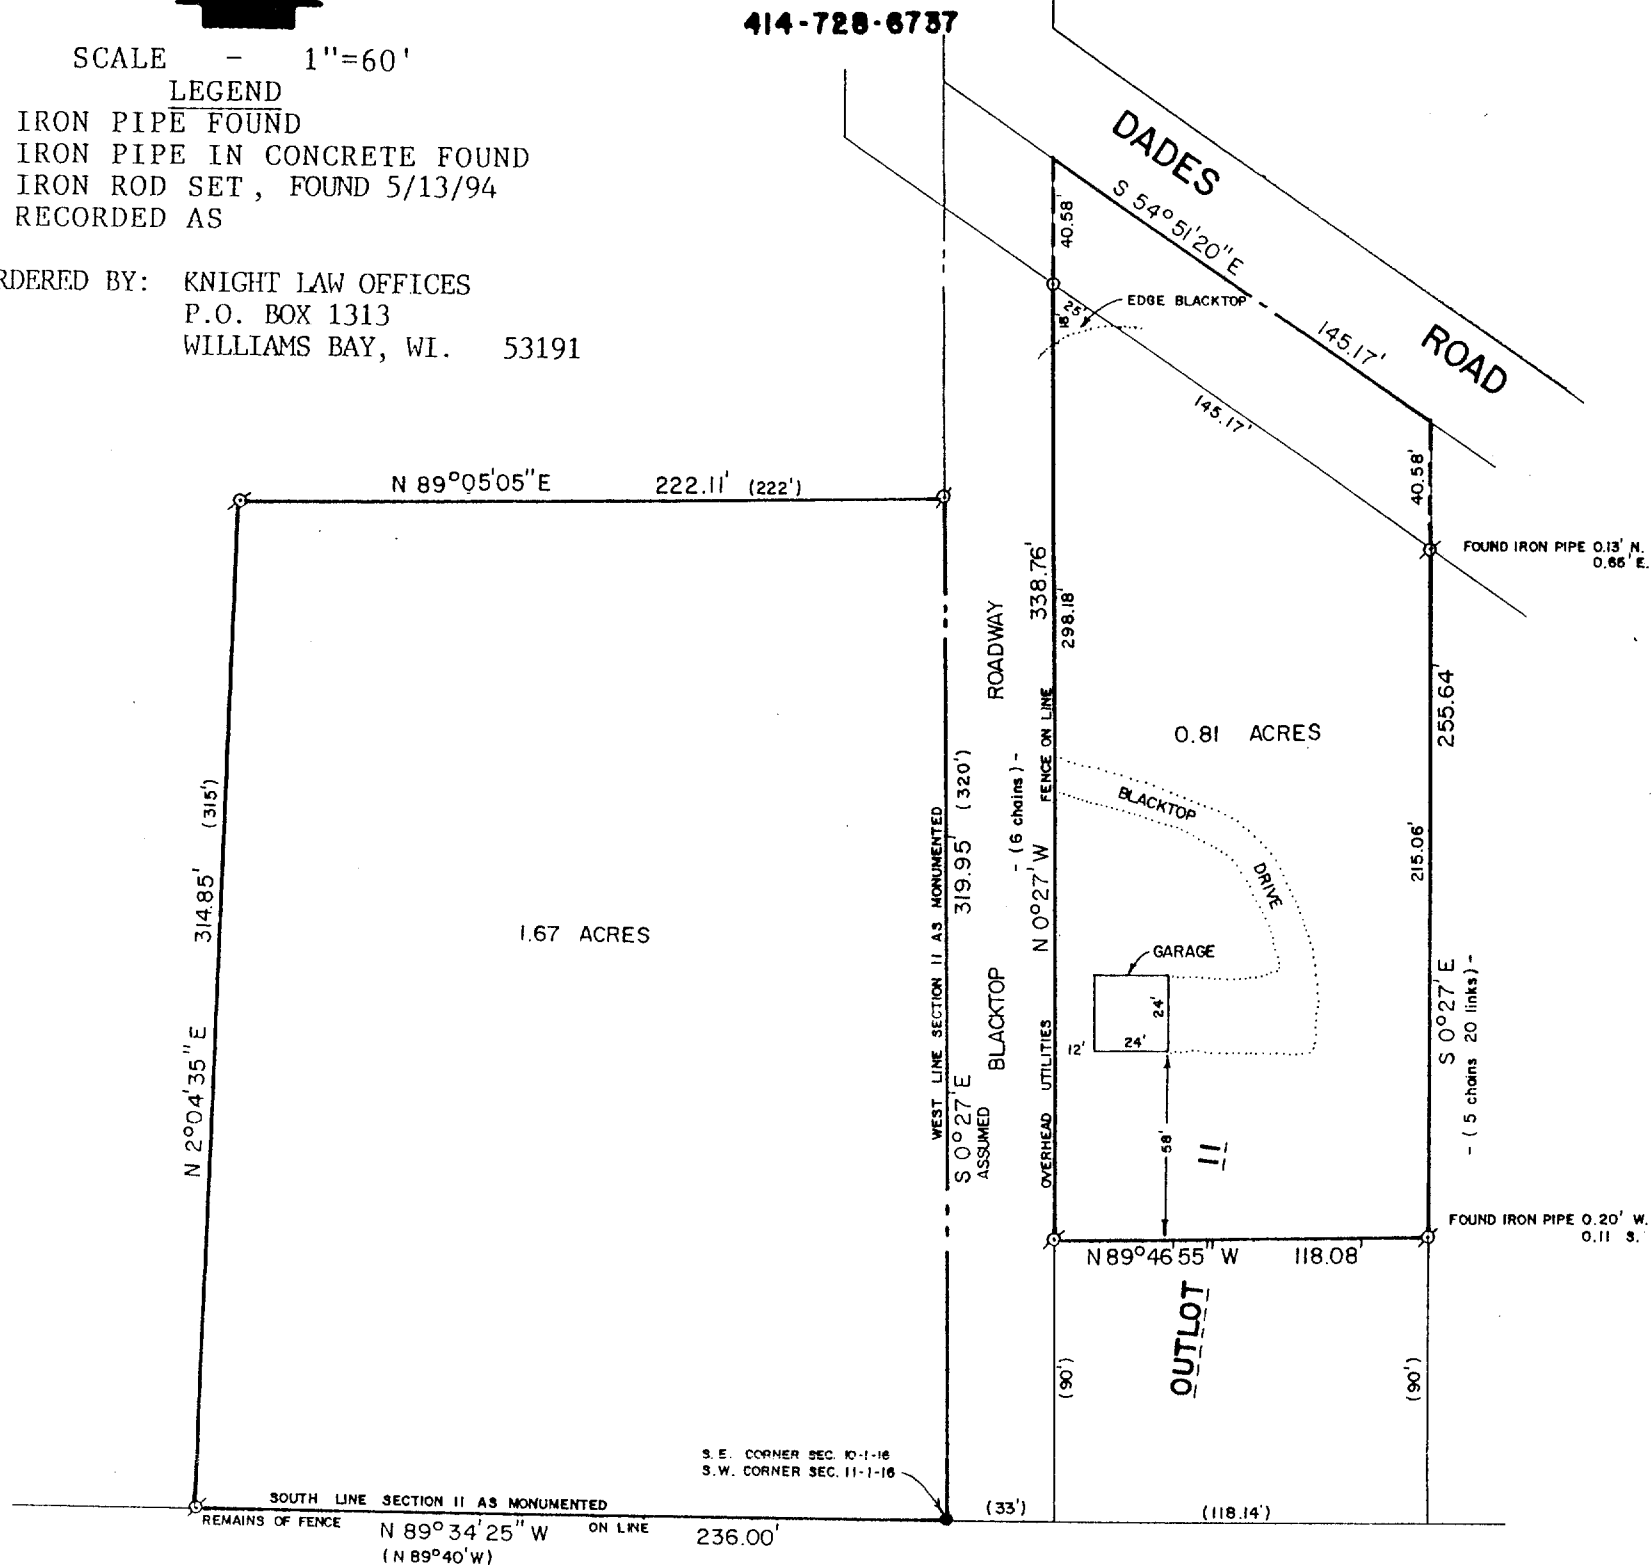 414-728-6737
SCALE - 1"=60'
LEGEND
IRON PIPE FOUND
IRON PIPE IN CONCRETE FOUND
IRON ROD SET, FOUND 5/13/94
RECORDED AS
RDERED BY: KNIGHT LAW OFFICES
P.O. BOX 1313
WILLIAMS BAY, WI. 53191
DADES
ROAD
S 54°51'20"E
145.17'
40.58'
25'
18'
EDGE BLACKTOP
145.17'
40.58'
FOUND IRON PIPE 0.13' N.
0.65' E.
N 89°05'05"E 222.11' (222')
338.76'
298.18'
ROADWAY
BLACKTOP
FENCE ON LINE
-(6 chains)-
N 0°27' W
OVERHEAD UTILITIES
0.81 ACRES
255.64'
215.06'
S 0°27' E
-(5 chains 20 links)-
BLACKTOP
DRIVE
GARAGE
24'
24'
12'
58'
11
(315')
314.85'
N 2°04'35" E
1.67 ACRES
WEST LINE SECTION 11 AS MONUMENTED
319.95' (320')
S 0°27' E
ASSUMED
FOUND IRON PIPE 0.20' W.
0.11 S.
N 89°46'55" W 118.08'
OUTLOT
(90')
(90')
S.E. CORNER SEC. 10-1-16
S.W. CORNER SEC. 11-1-16
SOUTH LINE SECTION 11 AS MONUMENTED
REMAINS OF FENCE
N 89°34'25" W ON LINE 236.00'
(N 89°40' W)
(33')
(118.14')